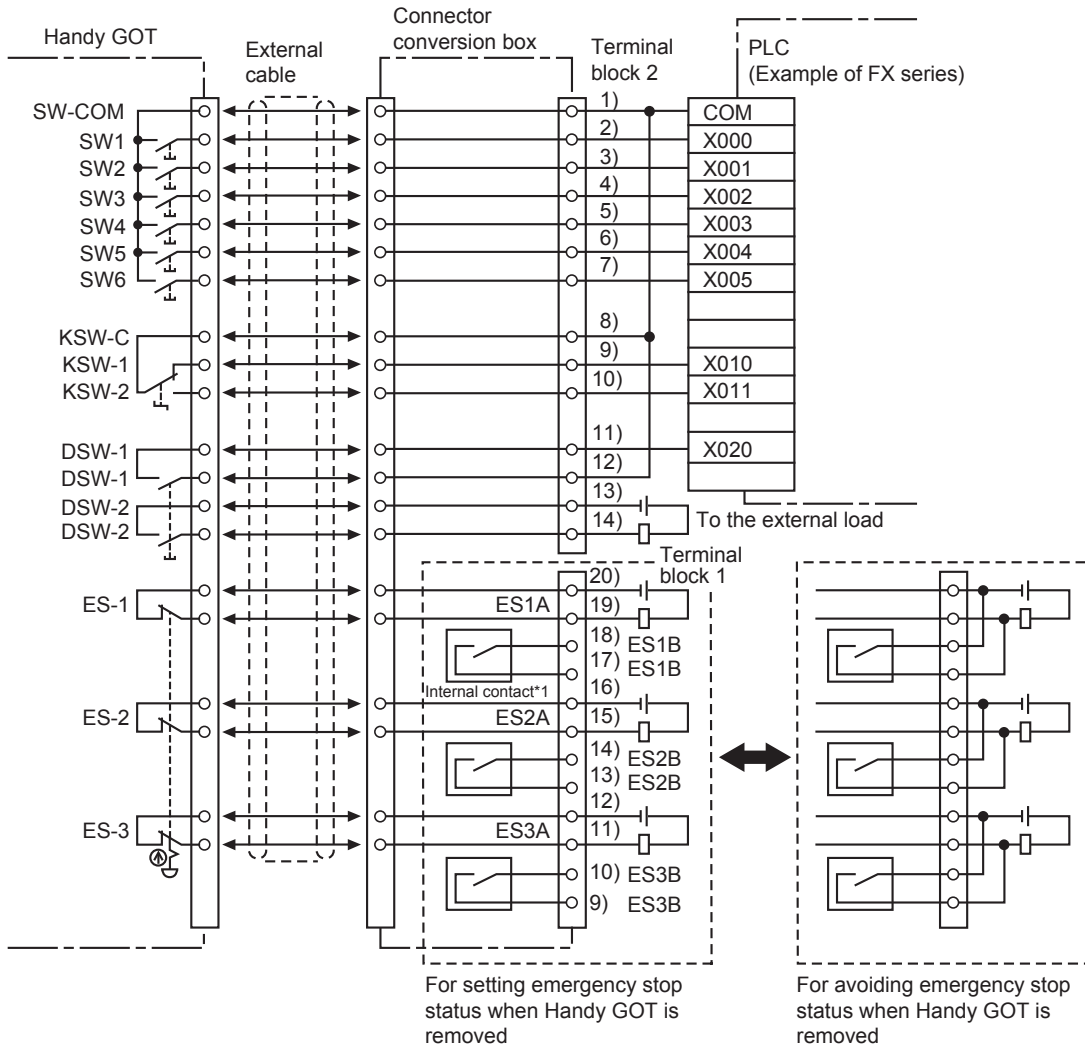 Handy GOT
External
cable
Connector
conversion box
Terminal
block 2
PLC
(Example of FX series)
SW-COM
1)
COM
SW1
2)
X000
SW2
3)
X001
SW3
4)
X002
SW4
5)
X003
SW5
6)
X004
SW6
7)
X005
KSW-C
8)
KSW-1
9)
X010
KSW-2
10)
X011
DSW-1
11)
X020
DSW-1
12)
DSW-2
13)
DSW-2
14)
To the external load
Terminal
block 1
ES-1
20)
ES1A
19)
18) ES1B
17) ES1B
Internal contact*1
ES-2
16)
ES2A
15)
14) ES2B
13) ES2B
ES-3
12)
ES3A
11)
10) ES3B
9) ES3B
For setting emergency stop
status when Handy GOT is
removed
For avoiding emergency stop
status when Handy GOT is
removed